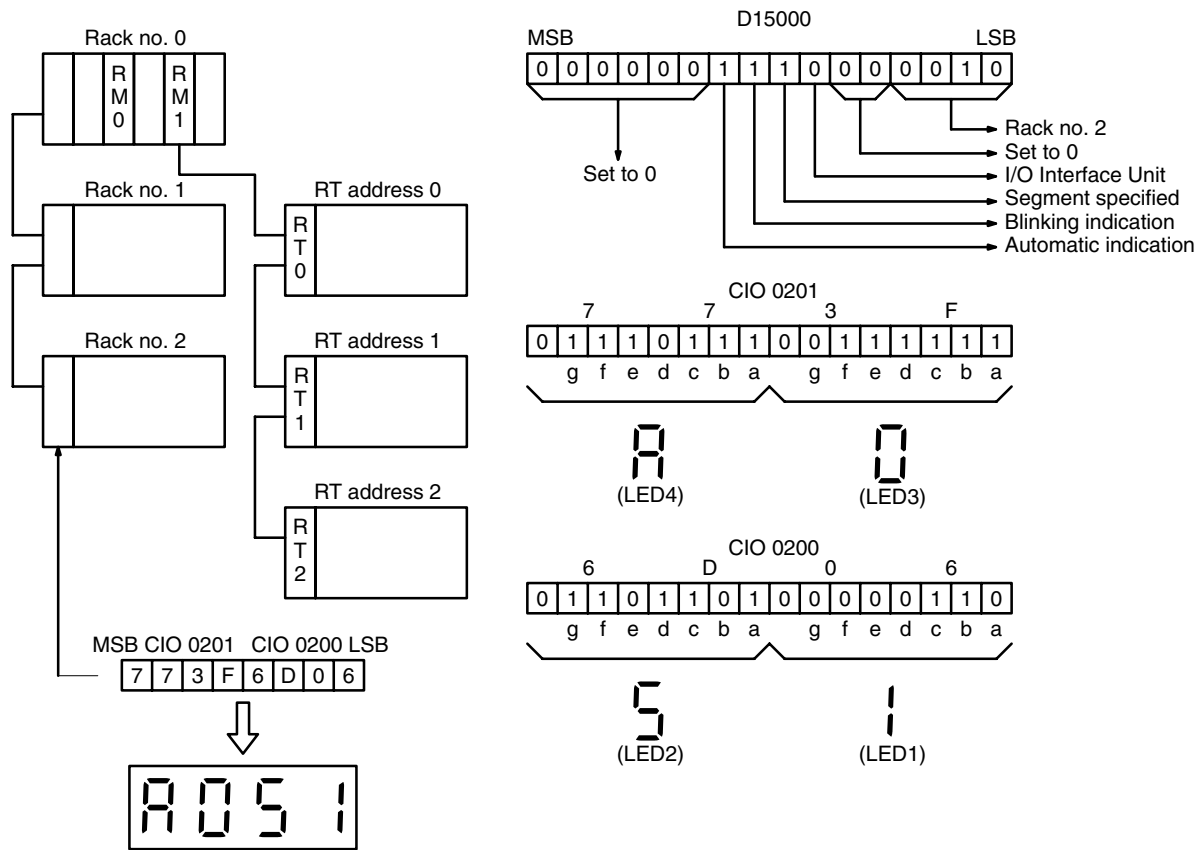 Rack no. 0
R M 0
R M 1
Rack no. 1
RT address 0
R T 0
Rack no. 2
RT address 1
R T 1
RT address 2
R T 2
MSB CIO 0201 CIO 0200 LSB
7 7 3 F 6 D 0 6
A051
D15000
MSB LSB
0 0 0 0 0 0 1 1 1 0 0 0 0 0 1 0
Set to 0
Rack no. 2
Set to 0
I/O Interface Unit
Segment specified
Blinking indication
Automatic indication
CIO 0201
7 7 3 F
0 1 1 1 0 1 1 1 0 0 1 1 1 1 1 1
g f e d c b a g f e d c b a
A 0
(LED4) (LED3)
CIO 0200
6 D 0 6
0 1 1 0 1 1 0 1 0 0 0 0 0 1 1 0
g f e d c b a g f e d c b a
5 1
(LED2) (LED1)